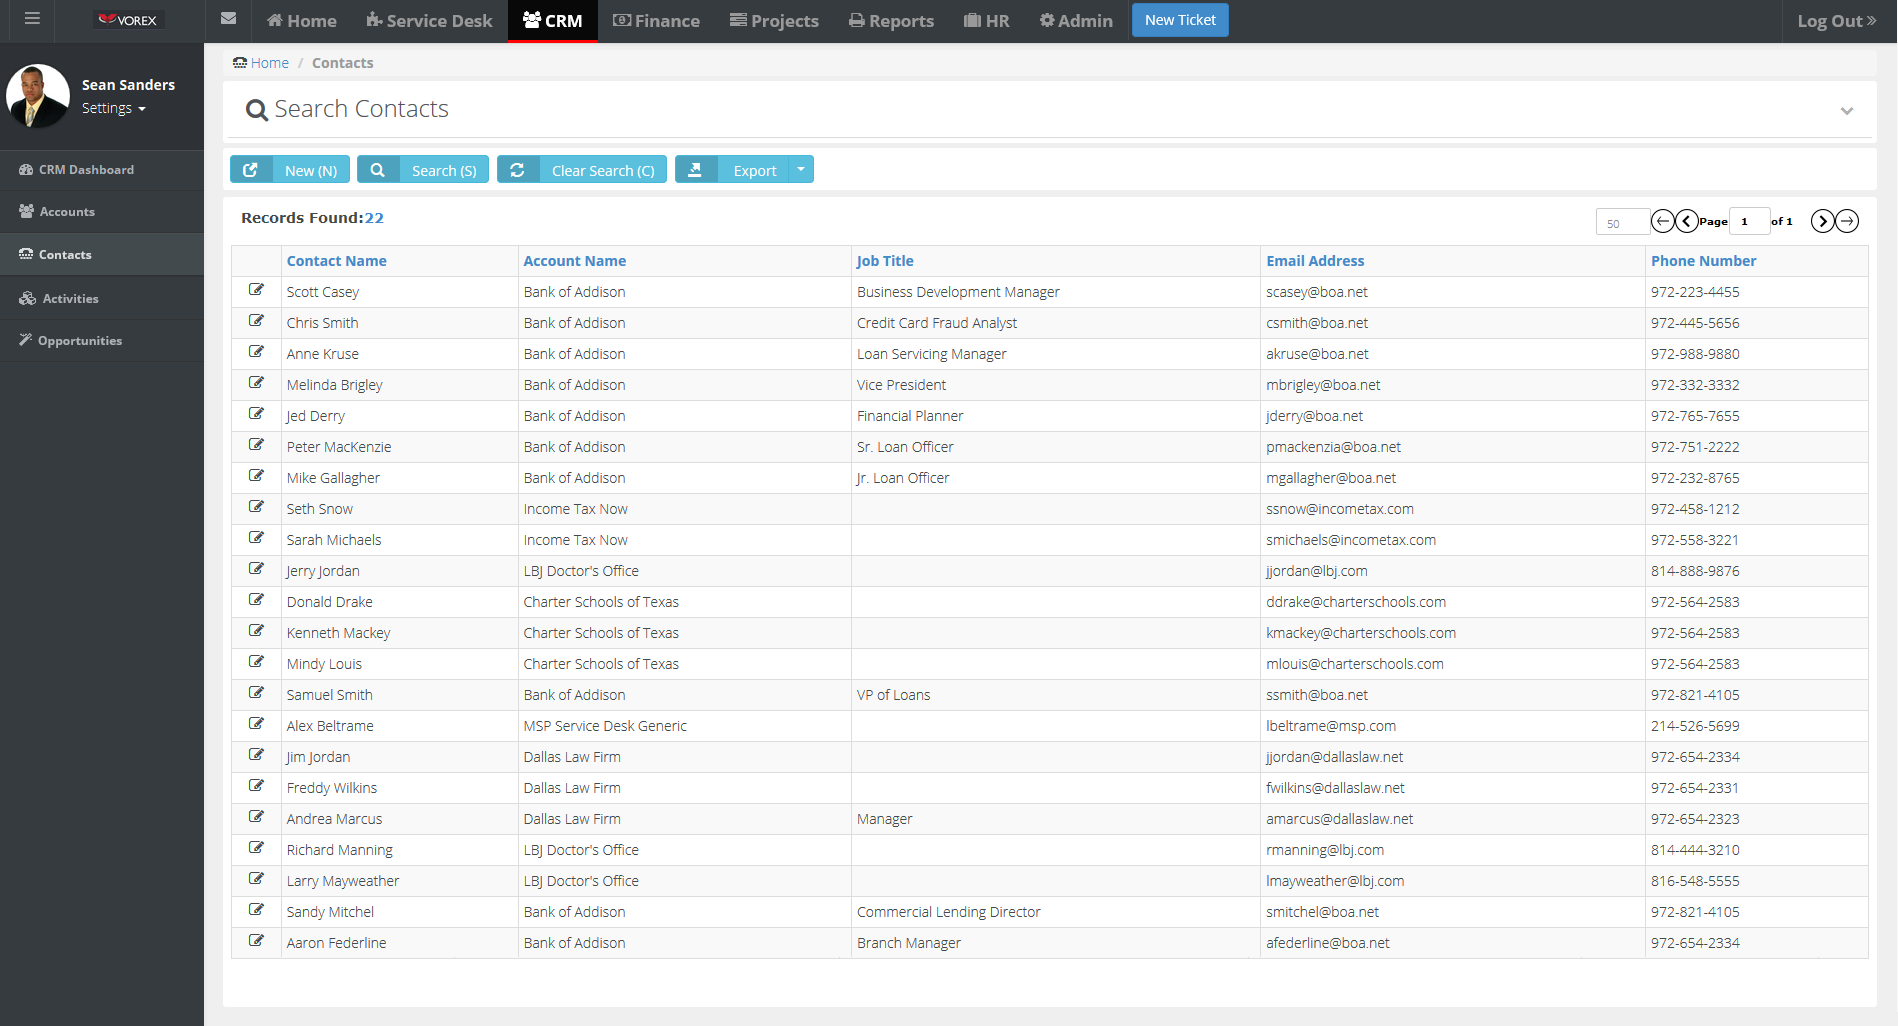 VOREX Home Service Desk CRM Finance Projects Reports HR Admin New Ticket Log Out »
Sean Sanders
Settings
CRM Dashboard
Accounts
Contacts
Activities
Opportunities
Home / Contacts
Search Contacts
New (N) Search (S) Clear Search (C) Export
Records Found:22 50 Page 1 of 1
Contact Name Account Name Job Title Email Address Phone Number
Scott Casey Bank of Addison Business Development Manager scasey@boa.net 972-223-4455
Chris Smith Bank of Addison Credit Card Fraud Analyst csmith@boa.net 972-445-5656
Anne Kruse Bank of Addison Loan Servicing Manager akruse@boa.net 972-988-9880
Melinda Brigley Bank of Addison Vice President mbrigley@boa.net 972-332-3332
Jed Derry Bank of Addison Financial Planner jderry@boa.net 972-765-7655
Peter MacKenzie Bank of Addison Sr. Loan Officer pmackenzia@boa.net 972-751-2222
Mike Gallagher Bank of Addison Jr. Loan Officer mgallagher@boa.net 972-232-8765
Seth Snow Income Tax Now ssnow@incometax.com 972-458-1212
Sarah Michaels Income Tax Now smichaels@incometax.com 972-558-3221
Jerry Jordan LBJ Doctor's Office jjordan@lbj.com 814-888-9876
Donald Drake Charter Schools of Texas ddrake@charterschools.com 972-564-2583
Kenneth Mackey Charter Schools of Texas kmackey@charterschools.com 972-564-2583
Mindy Louis Charter Schools of Texas mlouis@charterschools.com 972-564-2583
Samuel Smith Bank of Addison VP of Loans ssmith@boa.net 972-821-4105
Alex Beltrame MSP Service Desk Generic lbeltrame@msp.com 214-526-5699
Jim Jordan Dallas Law Firm jjordan@dallaslaw.net 972-654-2334
Freddy Wilkins Dallas Law Firm fwilkins@dallaslaw.net 972-654-2331
Andrea Marcus Dallas Law Firm Manager amarcus@dallaslaw.net 972-654-2323
Richard Manning LBJ Doctor's Office rmanning@lbj.com 814-444-3210
Larry Mayweather LBJ Doctor's Office lmayweather@lbj.com 816-548-5555
Sandy Mitchel Bank of Addison Commercial Lending Director smitchel@boa.net 972-821-4105
Aaron Federline Bank of Addison Branch Manager afederline@boa.net 972-654-2334